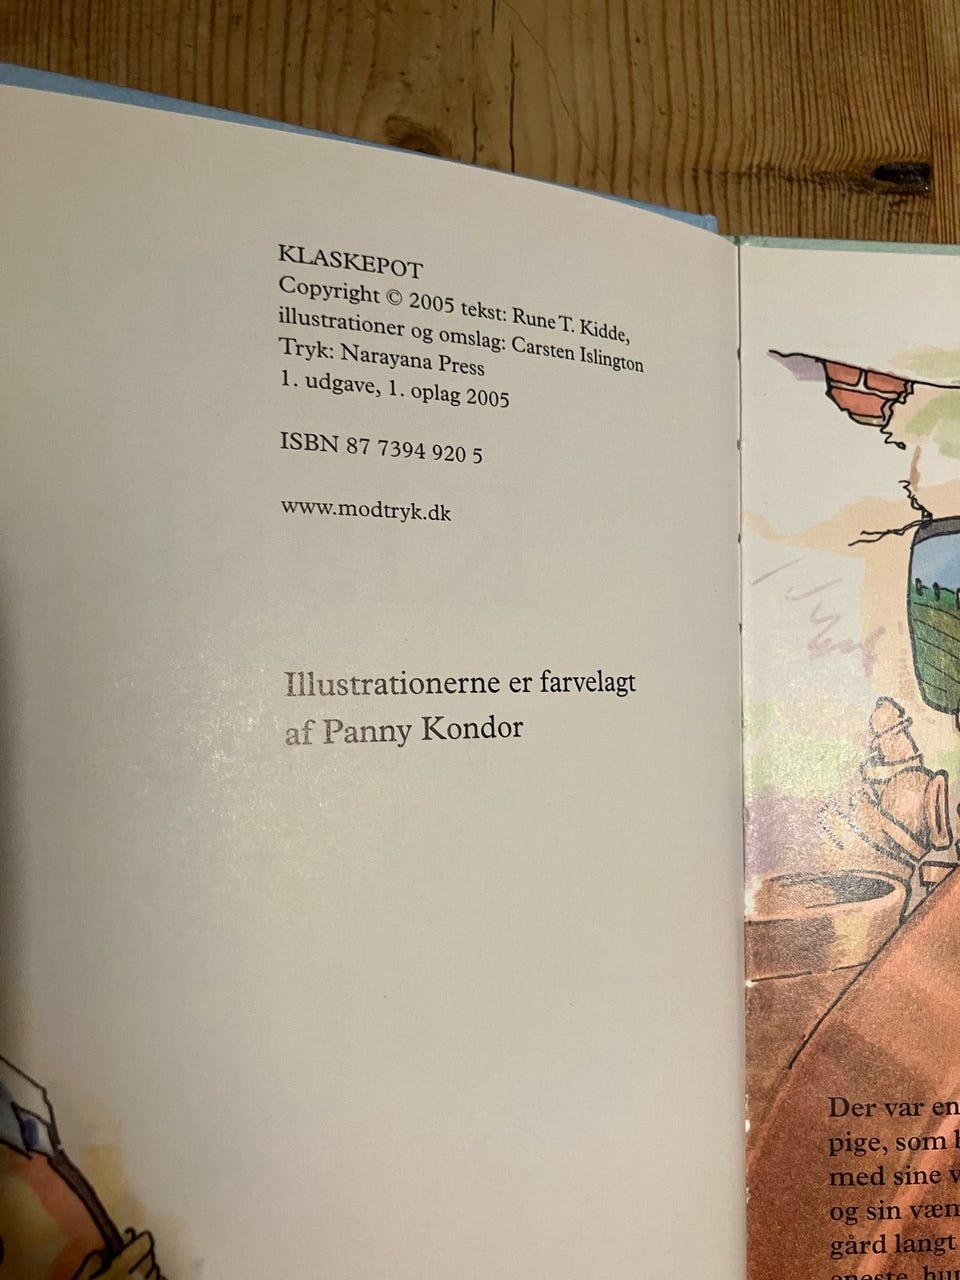 KLASKEPOT
Copyright © 2005 tekst: Rune T. Kidde,
illustrationer og omslag: Carsten Islington
Tryk: Narayana Press
1. udgave, 1. oplag 2005
ISBN 87 7394 920 5
www.modtryk.dk
Illustrationerne er farvelagt
af Panny Kondor
Der var en
pige, som
med sine
og sin
gård langt